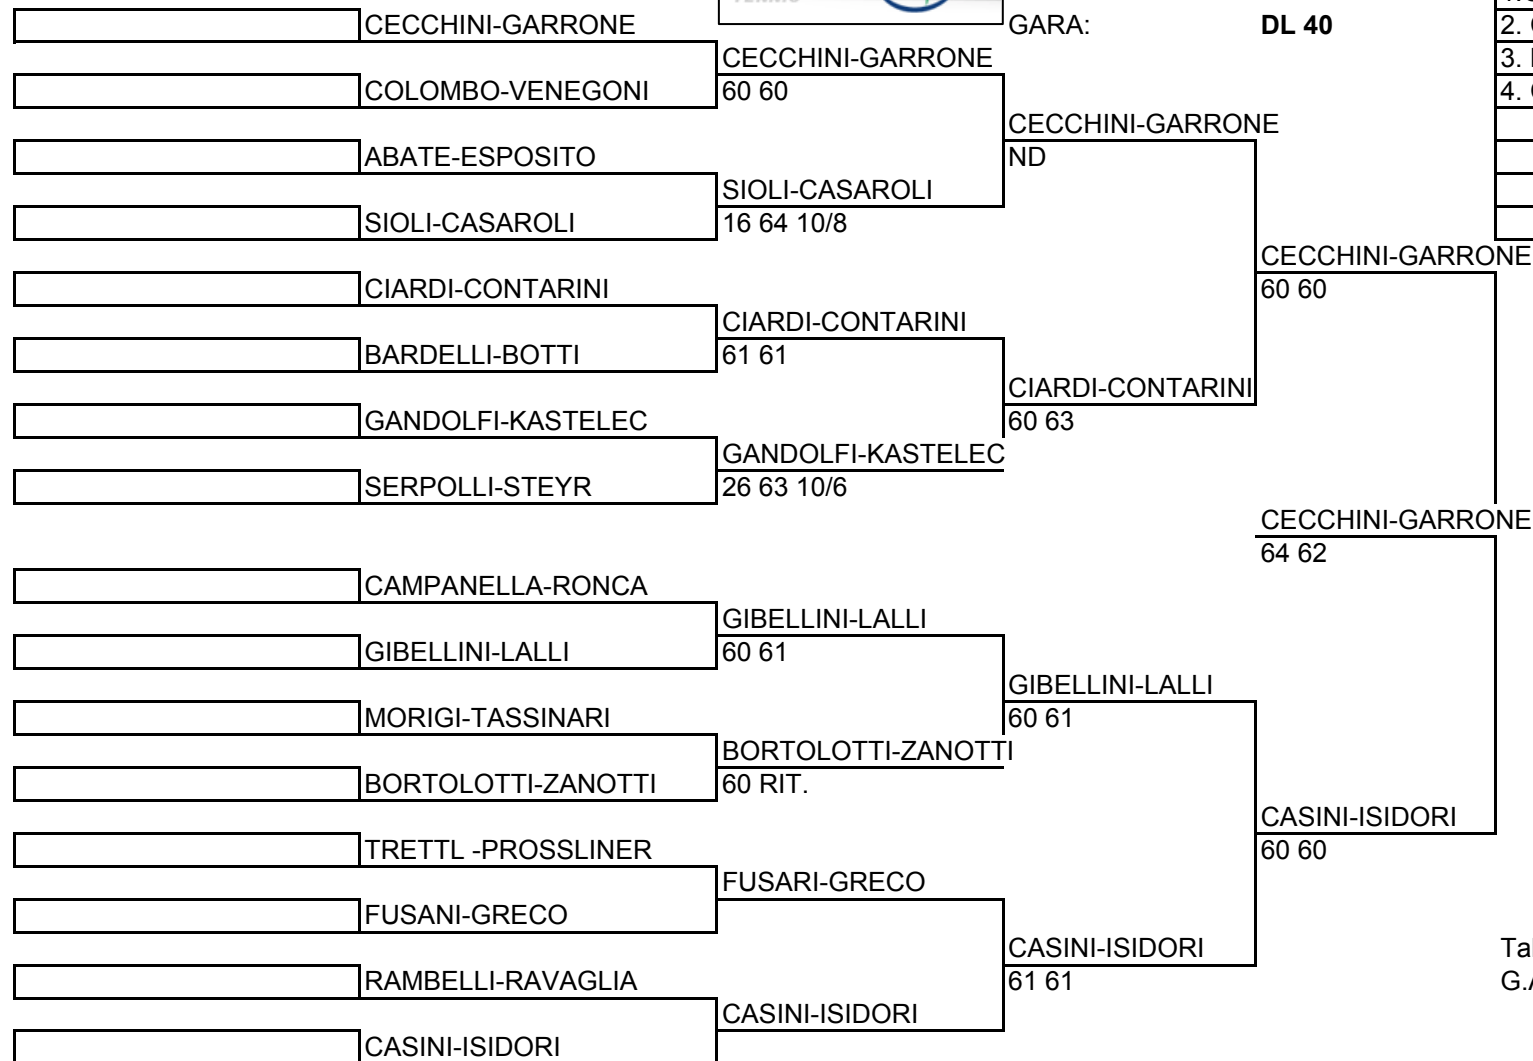 CECCHINI-GARRONE
GARA: DL 40
2.
CECCHINI-GARRONE
3.
COLOMBO-VENEGONI
60 60
4.
CECCHINI-GARRONE
ABATE-ESPOSITO
ND
SIOLI-CASAROLI
SIOLI-CASAROLI
16 64 10/8
CECCHINI-GARRONE
CIARDI-CONTARINI
60 60
CIARDI-CONTARINI
BARDELLI-BOTTI
61 61
CIARDI-CONTARINI
GANDOLFI-KASTELEC
60 63
GANDOLFI-KASTELEC
SERPOLLI-STEYR
26 63 10/6
CECCHINI-GARRONE
64 62
CAMPANELLA-RONCA
GIBELLINI-LALLI
GIBELLINI-LALLI
60 61
GIBELLINI-LALLI
MORIGI-TASSINARI
60 61
BORTOLOTTI-ZANOTTI
BORTOLOTTI-ZANOTTI
60 RIT.
CASINI-ISIDORI
TRETTL -PROSSLINER
60 60
FUSARI-GRECO
FUSANI-GRECO
CASINI-ISIDORI
RAMBELLI-RAVAGLIA
61 61
G.A
CASINI-ISIDORI
CASINI-ISIDORI